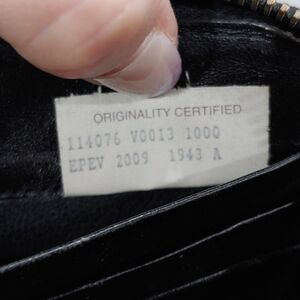 ORIGINALITY CERTIFIED
114076 V0013 1000
EPEV 2009 1943 A